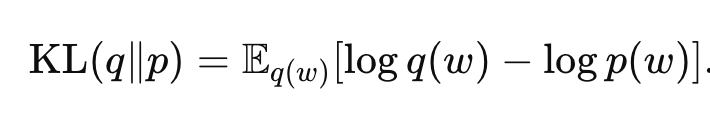 KL(q‖p) = 𝔼_{q(w)}[log q(w) − log p(w)].